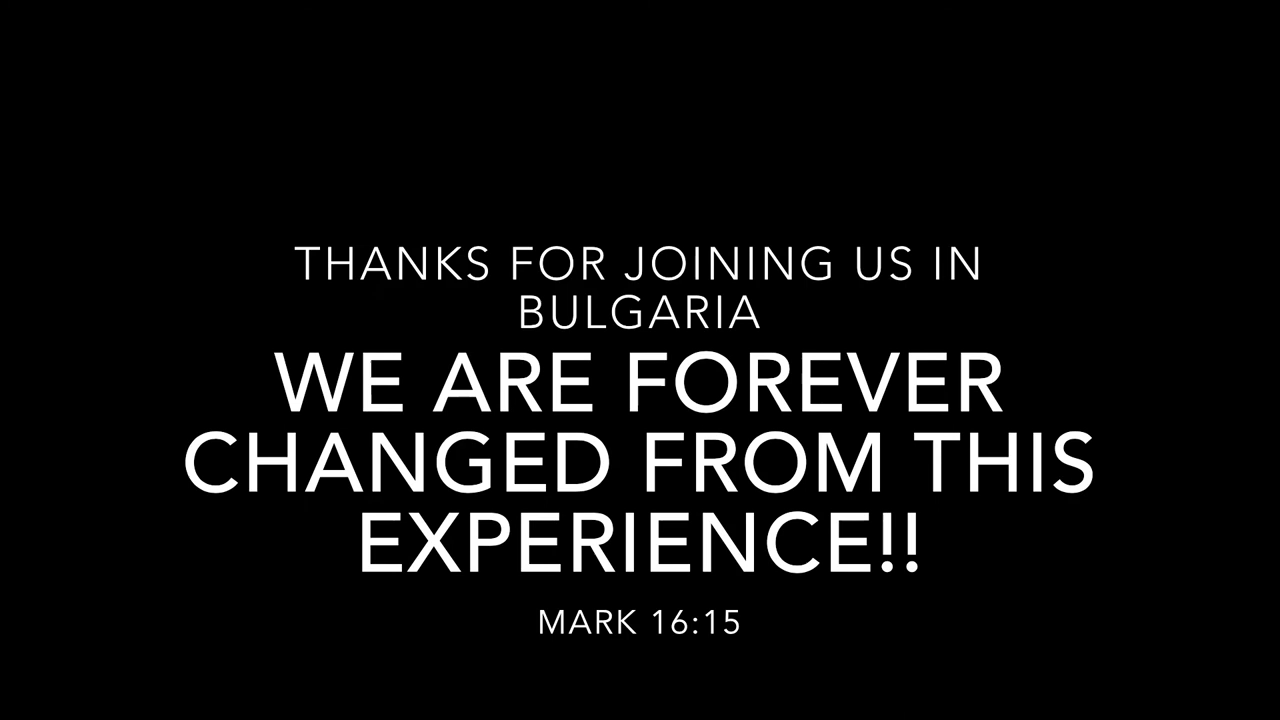 THANKS FOR JOINING US IN
BULGARIA
WE ARE FOREVER
CHANGED FROM THIS
EXPERIENCE!!
MARK 16:15